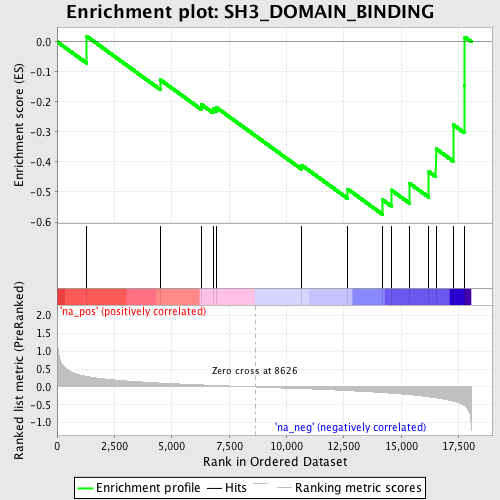 Enrichment plot: SH3_DOMAIN_BINDING
Enrichment score (ES)
0.0
-0.1
-0.2
-0.3
-0.4
-0.5
-0.6
'na_pos' (positively correlated)
Ranked list metric (PreRanked)
2.0
1.5
1.0
0.5
0.0
-0.5
-1.0
Zero cross at 8626
'na_neg' (negatively correlated)
0 2,500 5,000 7,500 10,000 12,500 15,000 17,500
Rank in Ordered Dataset
Enrichment profile Hits Ranking metric scores